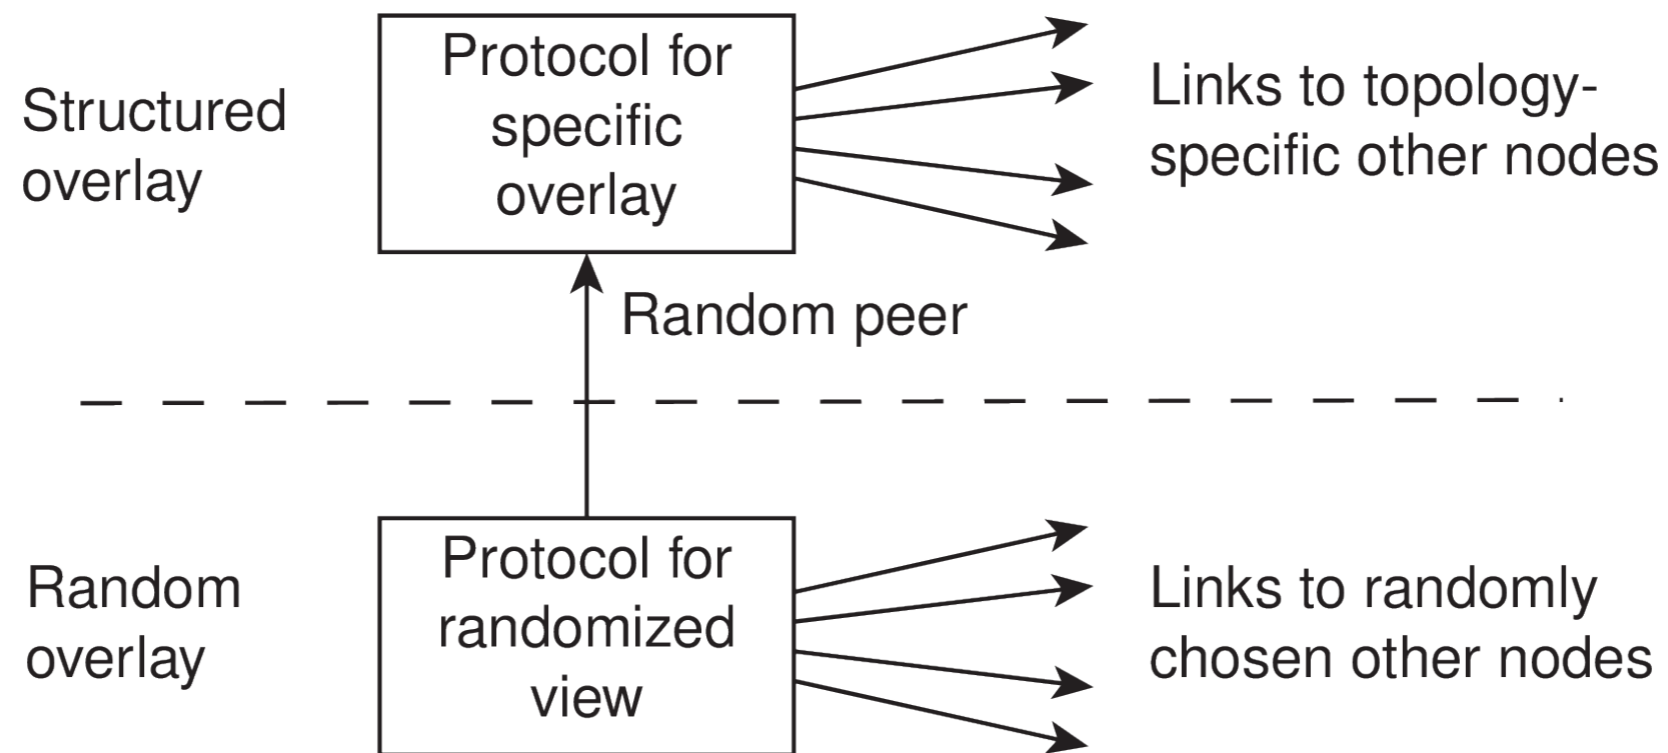 Structured
overlay
Protocol for
specific
overlay
Links to topology-
specific other nodes
Random peer
Random
overlay
Protocol for
randomized
view
Links to randomly
chosen other nodes